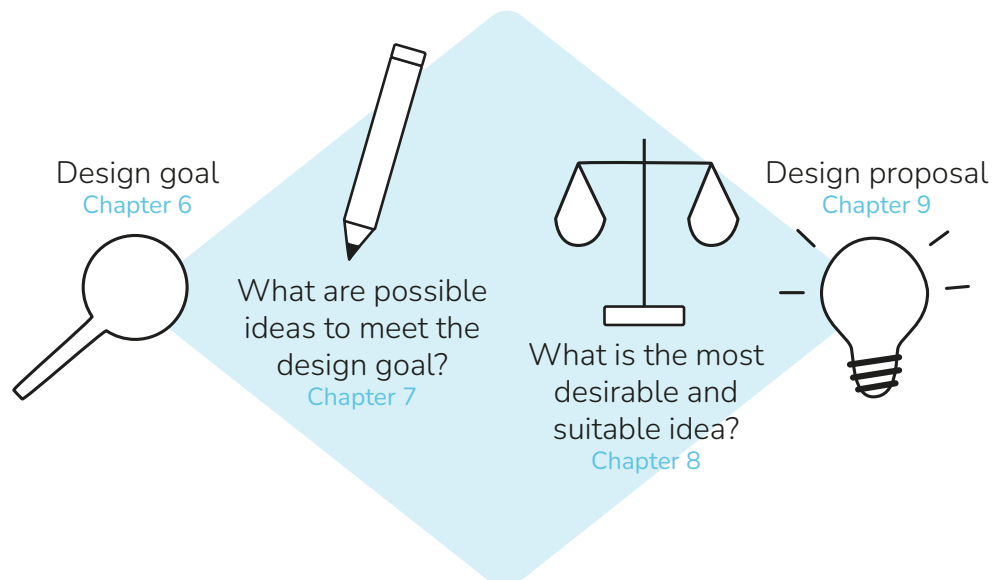 Design goal
Chapter 6
What are possible
ideas to meet the
design goal?
Chapter 7
What is the most
desirable and
suitable idea?
Chapter 8
Design proposal
Chapter 9